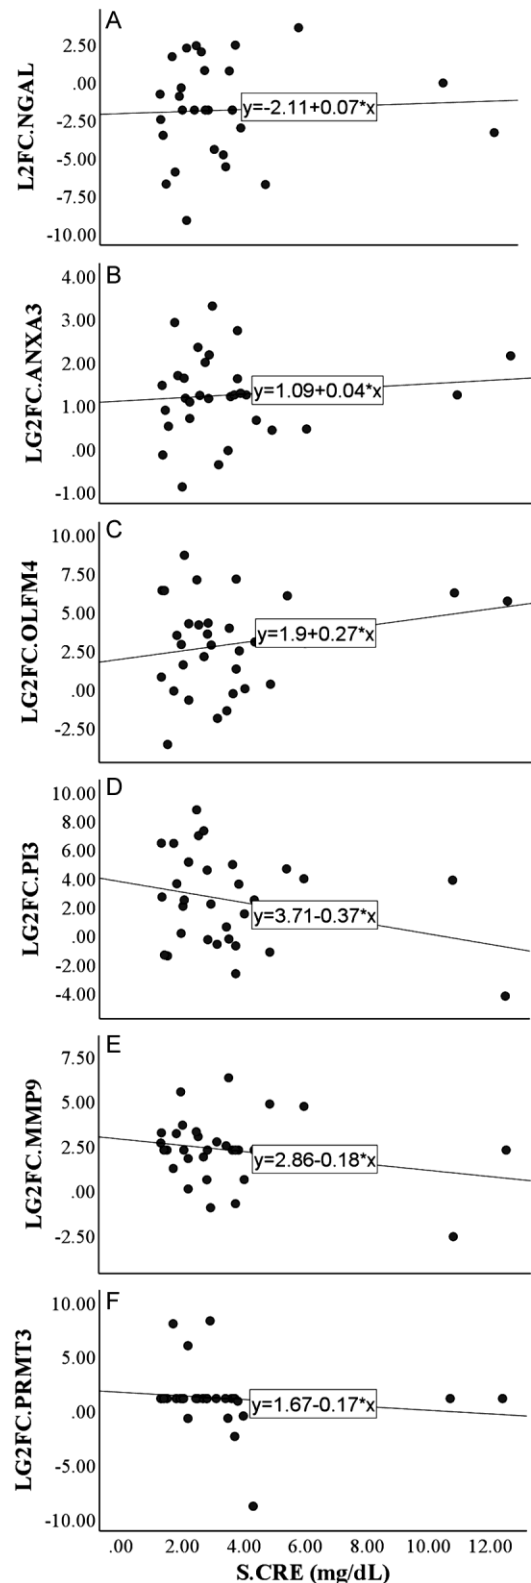 A
L2FC.NGAL
2.50
.00
-2.50
-5.00
-7.50
-10.00
y=-2.11+0.07*x
B
LG2FC.ANXA3
4.00
3.00
2.00
1.00
.00
-1.00
y=1.09+0.04*x
C
LG2FC.OLFM4
10.00
7.50
5.00
2.50
.00
-2.50
y=1.9+0.27*x
D
LG2FC.PI3
10.00
8.00
6.00
4.00
2.00
.00
-2.00
-4.00
y=3.71-0.37*x
E
LG2FC.MMP9
7.50
5.00
2.50
.00
-2.50
y=2.86-0.18*x
F
LG2FC.PRMT3
10.00
5.00
.00
-5.00
-10.00
y=1.67-0.17*x
.00 2.00 4.00 6.00 8.00 10.00 12.00
S.CRE (mg/dL)